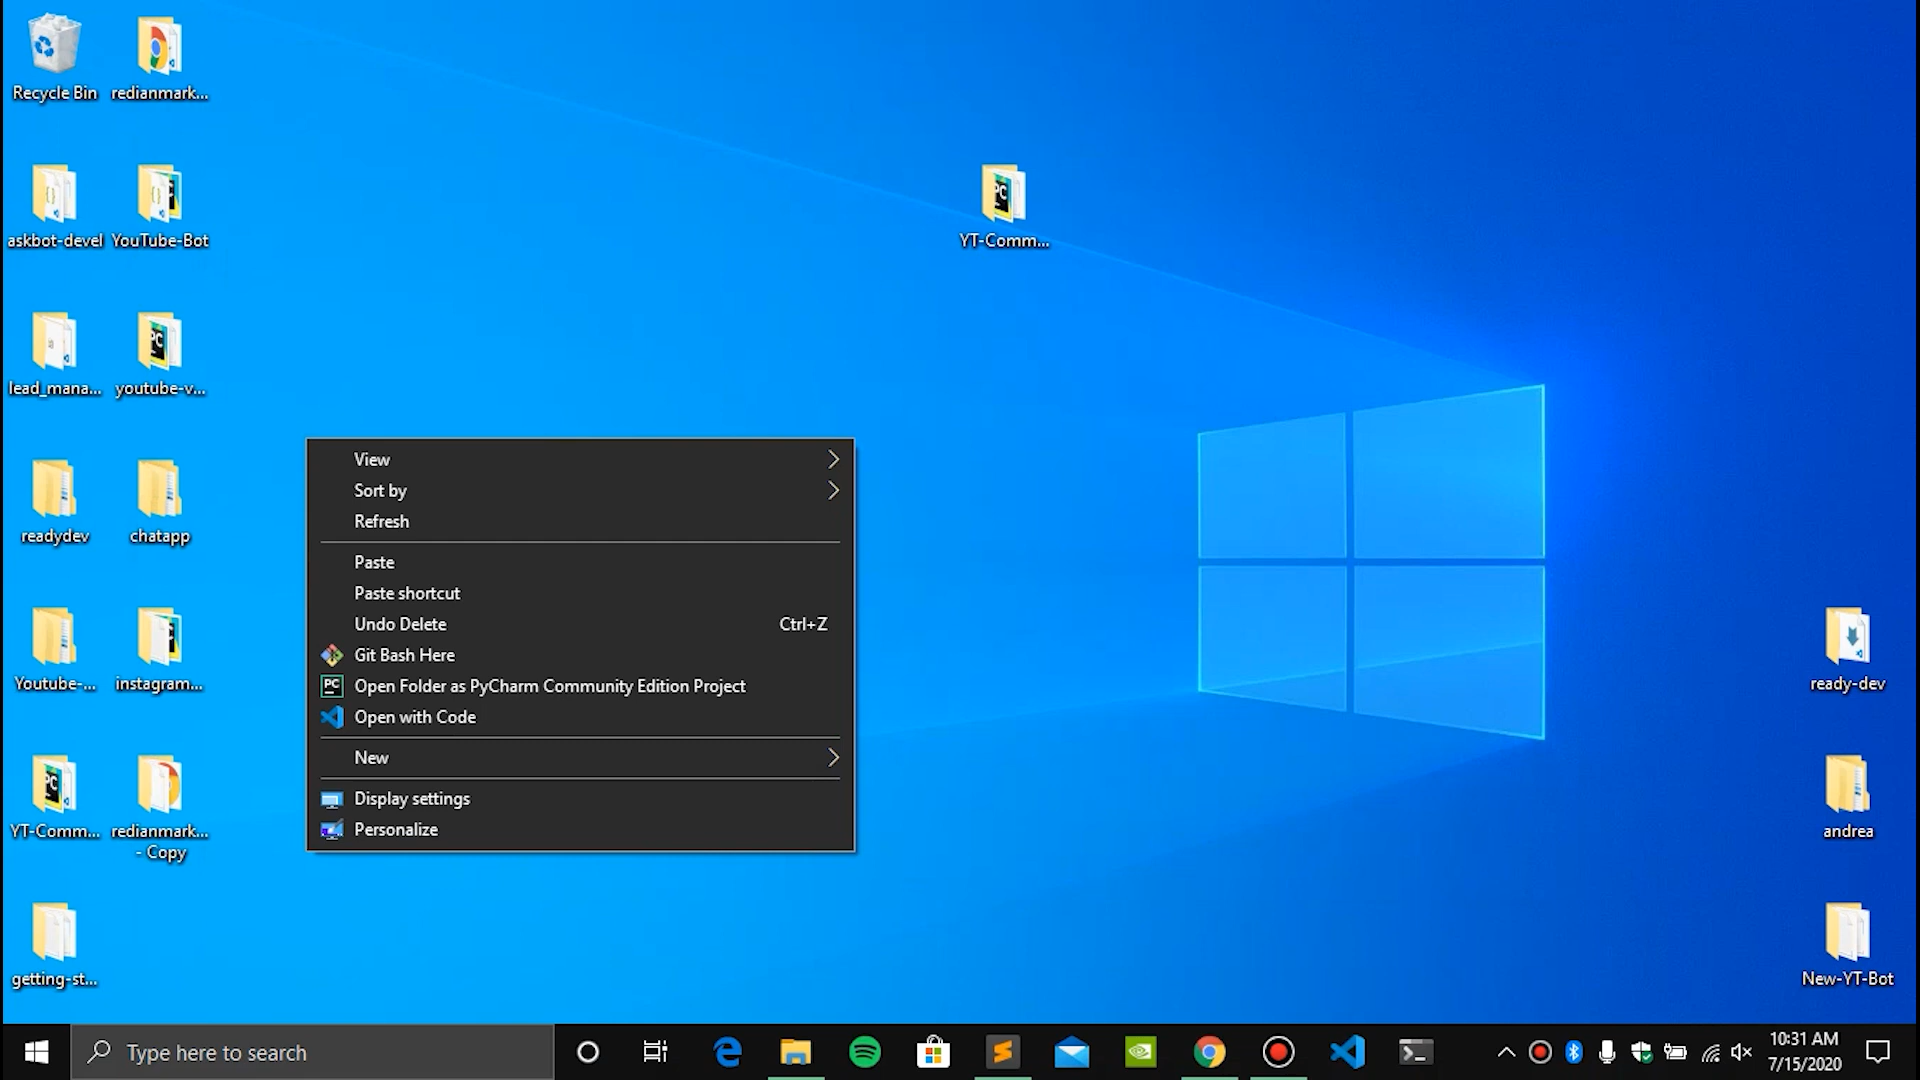 Recycle Bin
redianmark...
askbot-devel
YouTube-Bot
YT-Comm...
lead_mana...
youtube-v...
readydev
chatapp
Youtube-...
instagram...
YT-Comm...
redianmark...
- Copy
getting-st...
View
Sort by
Refresh
Paste
Paste shortcut
Undo Delete Ctrl+Z
Git Bash Here
PC Open Folder as PyCharm Community Edition Project
Open with Code
New
Display settings
Personalize
ready-dev
andrea
New-YT-Bot
Type here to search
10:31 AM
7/15/2020